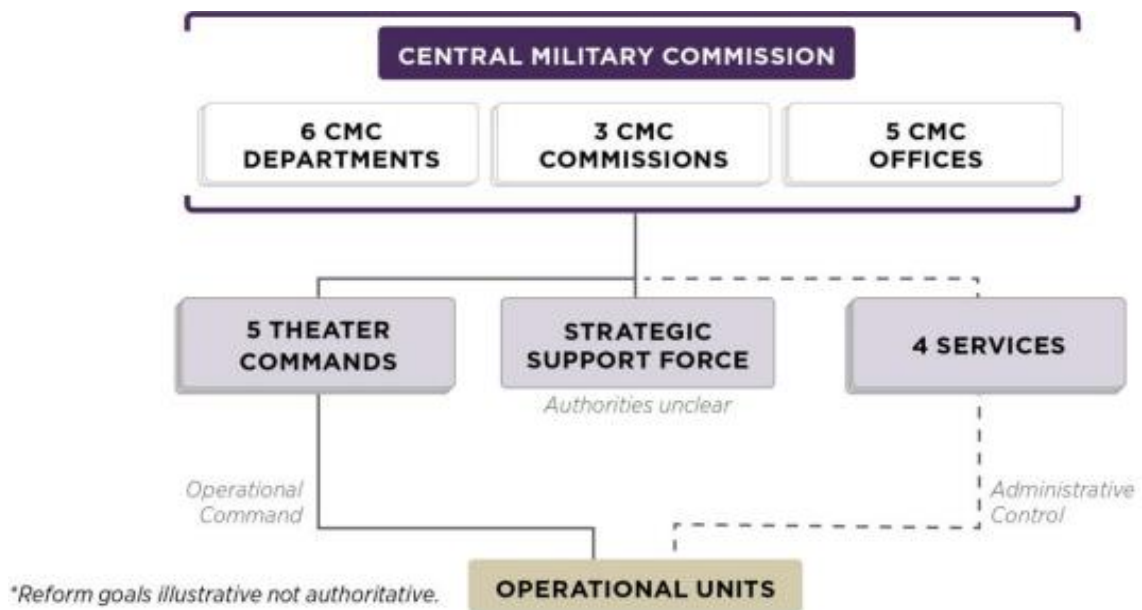 CENTRAL MILITARY COMMISSION
6 CMC
DEPARTMENTS
3 CMC
COMMISSIONS
5 CMC
OFFICES
5 THEATER
COMMANDS
STRATEGIC
SUPPORT FORCE
4 SERVICES
Authorities unclear
Operational
Command
Administrative
Control
OPERATIONAL UNITS
*Reform goals illustrative not authoritative.